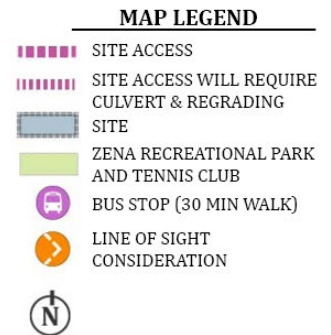 MAP LEGEND
SITE ACCESS
SITE ACCESS WILL REQUIRE
CULVERT & REGRADING
SITE
ZENA RECREATIONAL PARK
AND TENNIS CLUB
BUS STOP (30 MIN WALK)
LINE OF SIGHT
CONSIDERATION
N